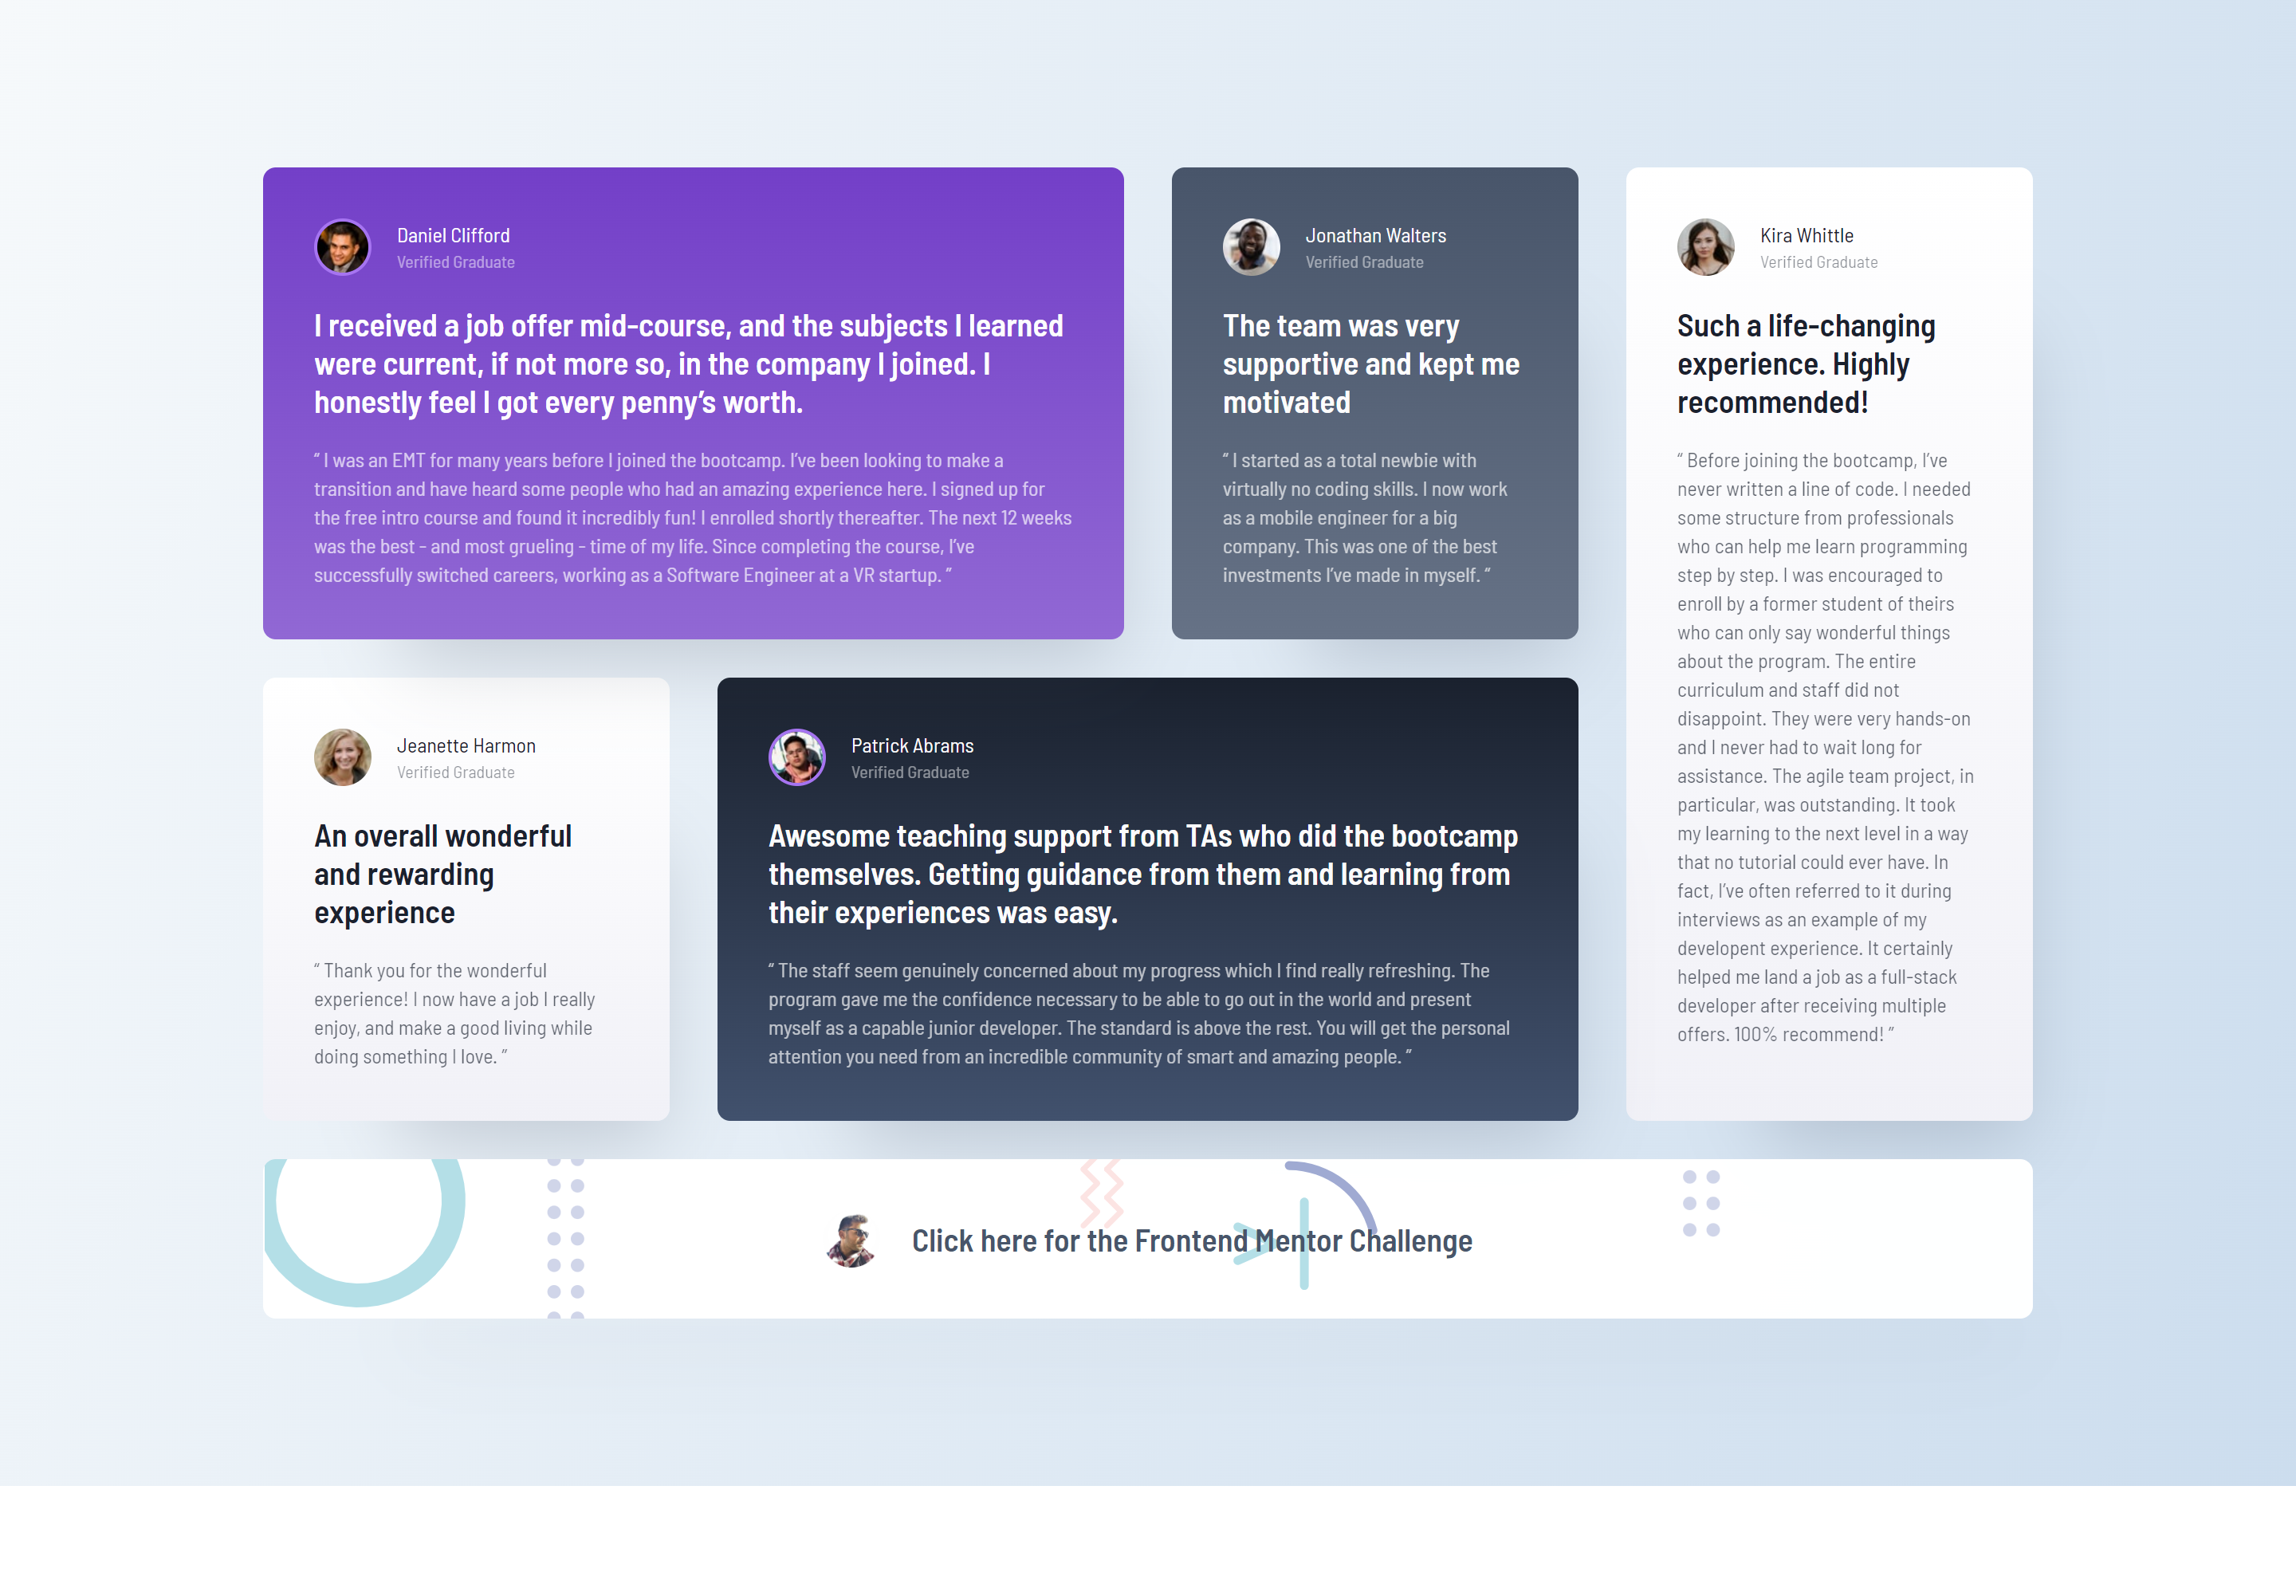 Daniel Clifford
Verified Graduate
I received a job offer mid-course, and the subjects I learned
were current, if not more so, in the company I joined. I
honestly feel I got every penny’s worth.
“ I was an EMT for many years before I joined the bootcamp. I’ve been looking to make a
transition and have heard some people who had an amazing experience here. I signed up for
the free intro course and found it incredibly fun! I enrolled shortly thereafter. The next 12 weeks
was the best - and most grueling - time of my life. Since completing the course, I’ve
successfully switched careers, working as a Software Engineer at a VR startup. ”
Jonathan Walters
Verified Graduate
The team was very
supportive and kept me
motivated
“ I started as a total newbie with
virtually no coding skills. I now work
as a mobile engineer for a big
company. This was one of the best
investments I’ve made in myself. ”
Kira Whittle
Verified Graduate
Such a life-changing
experience. Highly
recommended!
“ Before joining the bootcamp, I’ve
never written a line of code. I needed
some structure from professionals
who can help me learn programming
step by step. I was encouraged to
enroll by a former student of theirs
who can only say wonderful things
about the program. The entire
curriculum and staff did not
disappoint. They were very hands-on
and I never had to wait long for
assistance. The agile team project, in
particular, was outstanding. It took
my learning to the next level in a way
that no tutorial could ever have. In
fact, I’ve often referred to it during
interviews as an example of my
developent experience. It certainly
helped me land a job as a full-stack
developer after receiving multiple
offers. 100% recommend! ”
Jeanette Harmon
Verified Graduate
An overall wonderful
and rewarding
experience
“ Thank you for the wonderful
experience! I now have a job I really
enjoy, and make a good living while
doing something I love. ”
Patrick Abrams
Verified Graduate
Awesome teaching support from TAs who did the bootcamp
themselves. Getting guidance from them and learning from
their experiences was easy.
“ The staff seem genuinely concerned about my progress which I find really refreshing. The
program gave me the confidence necessary to be able to go out in the world and present
myself as a capable junior developer. The standard is above the rest. You will get the personal
attention you need from an incredible community of smart and amazing people. ”
Click here for the Frontend Mentor Challenge